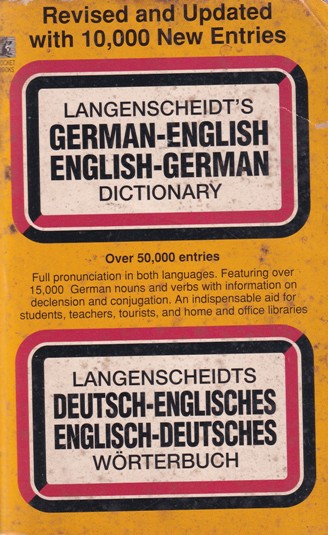 Revised and Updated
with 10,000 New Entries
POCKET
BOOKS
LANGENSCHEIDT'S
GERMAN-ENGLISH
ENGLISH-GERMAN
DICTIONARY
Over 50,000 entries
Full pronunciation in both languages. Featuring over
15,000 German nouns and verbs with information on
declension and conjugation. An indispensable aid for
students, teachers, tourists, and home and office libraries
LANGENSCHEIDTS
DEUTSCH-ENGLISCHES
ENGLISCH-DEUTSCHES
WÖRTERBUCH